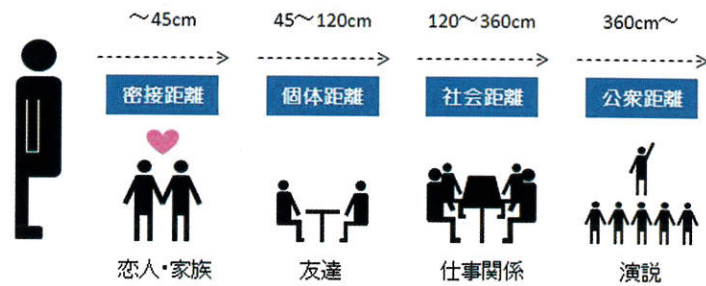 ～45cm
45～120cm
120～360cm
360cm～
密接距離
個体距離
社会距離
公衆距離
恋人・家族
友達
仕事関係
演説